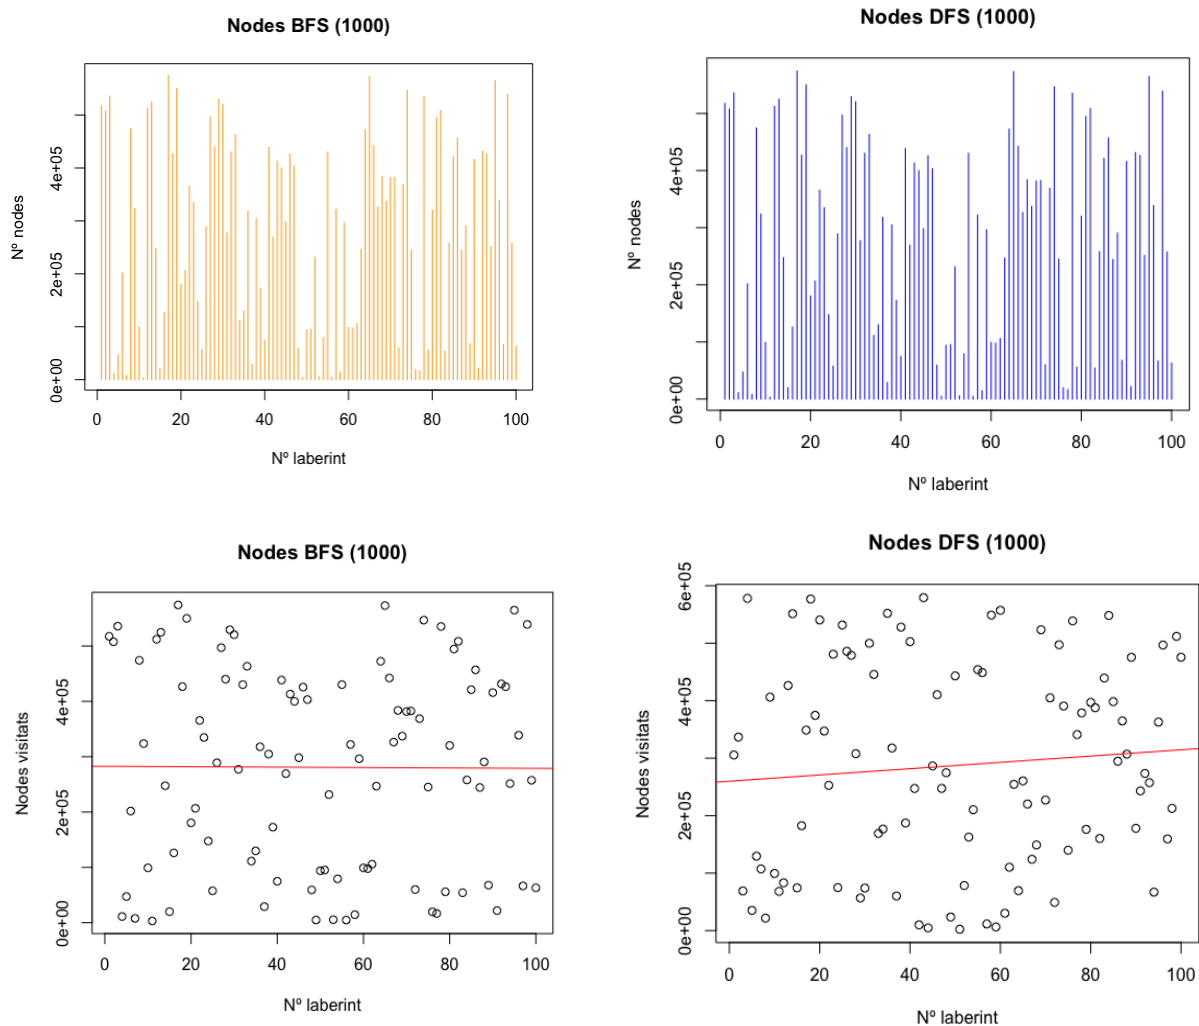 Nodes BFS (1000)
Nº nodes
0e+00 2e+05 4e+05
0 20 40 60 80 100
Nº laberint
Nodes DFS (1000)
Nº nodes
0e+00 2e+05 4e+05
0 20 40 60 80 100
Nº laberint
Nodes BFS (1000)
Nodes visitats
0e+00 2e+05 4e+05
0 20 40 60 80 100
Nº laberint
Nodes DFS (1000)
Nodes visitats
0e+00 2e+05 4e+05 6e+05
0 20 40 60 80 100
Nº laberint